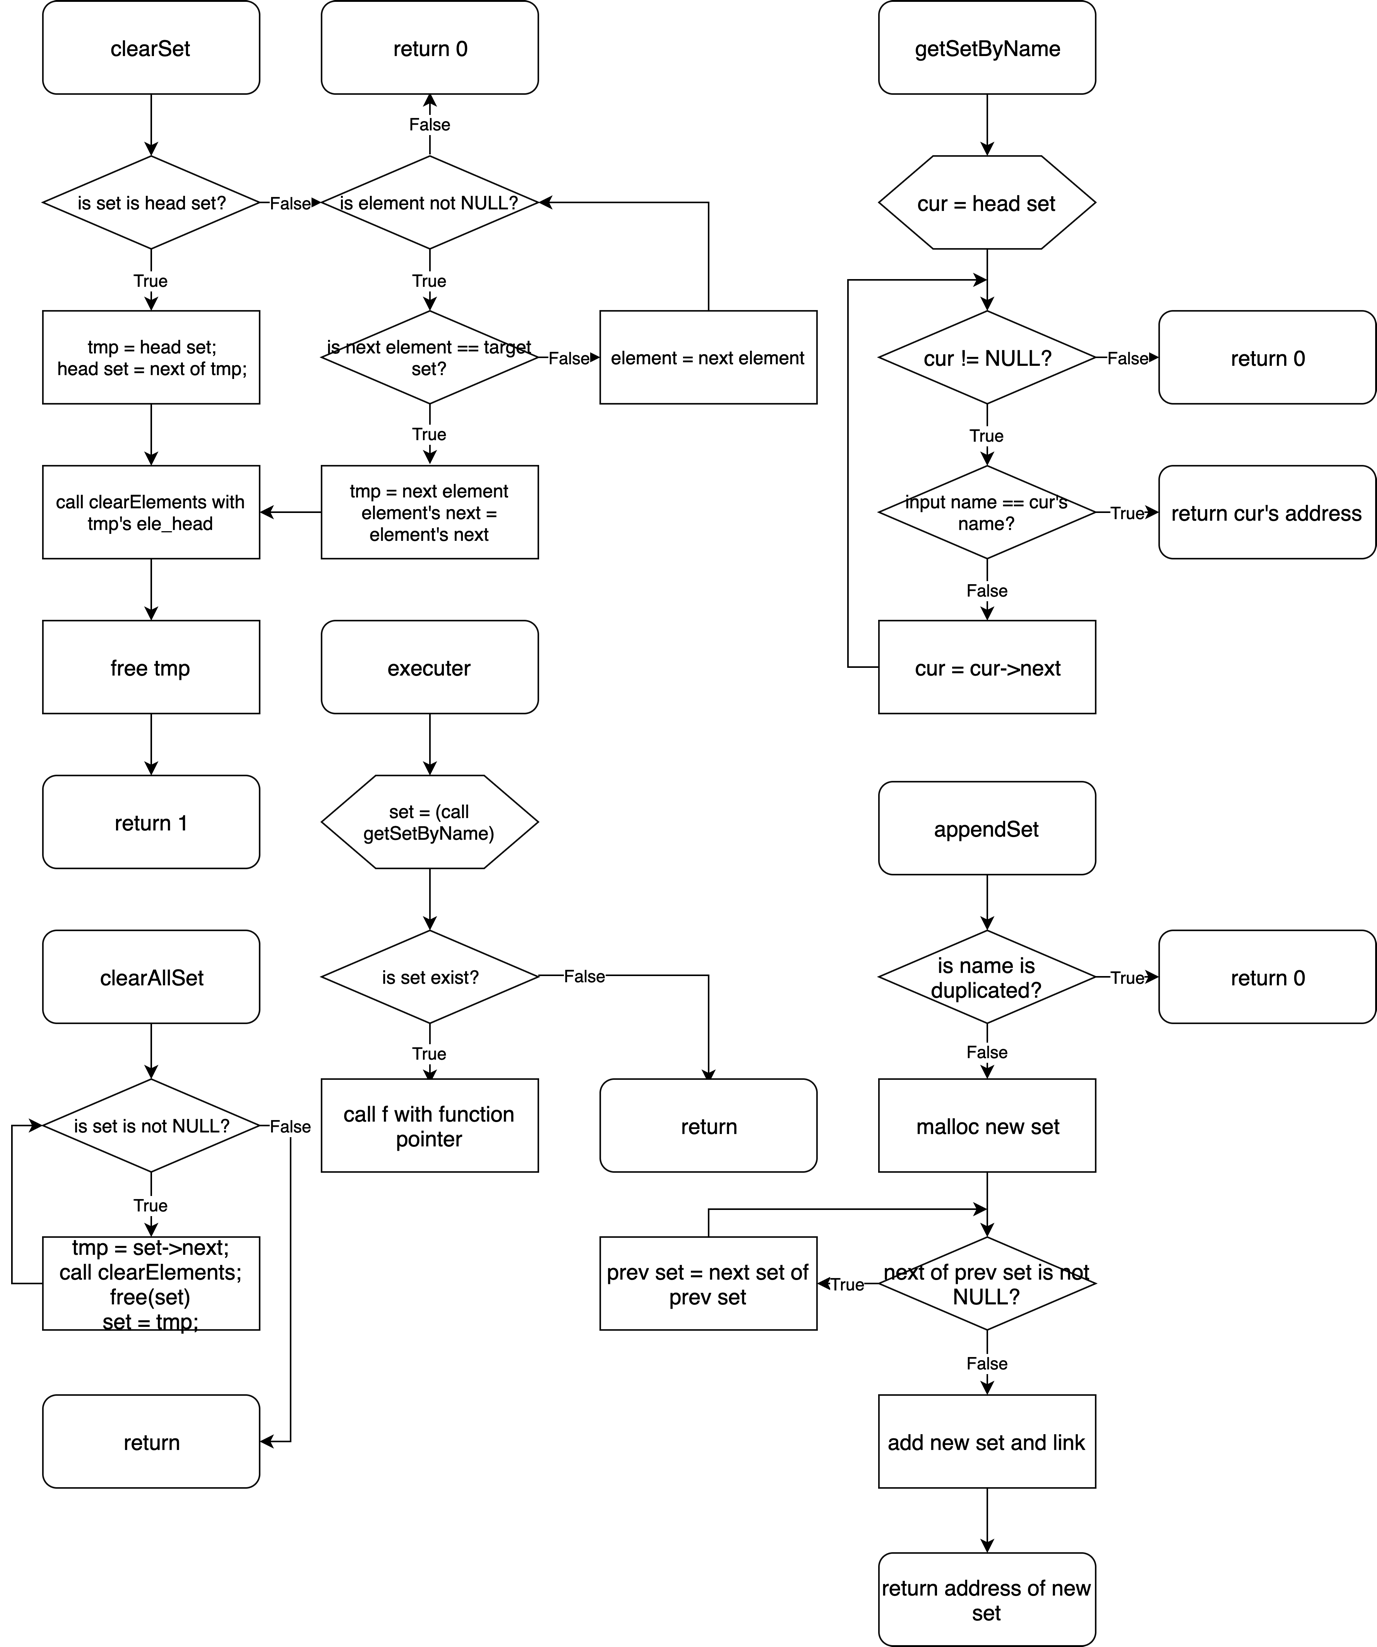 clearSet
is set is head set?
False
True
tmp = head set;
head set = next of tmp;
call clearElements with
tmp's ele_head
free tmp
return 1
return 0
False
is element not NULL?
True
is next element == target
set?
False
element = next element
True
tmp = next element
element's next =
element's next
getSetByName
cur = head set
cur != NULL?
False
return 0
True
input name == cur's
name?
True
return cur's address
False
cur = cur->next
executer
set = (call
getSetByName)
is set exist?
False
return
True
call f with function
pointer
clearAllSet
is set is not NULL?
False
True
tmp = set->next;
call clearElements;
free(set)
set = tmp;
return
appendSet
is name is
duplicated?
True
return 0
False
malloc new set
next of prev set is not
NULL?
True
prev set = next set of
prev set
False
add new set and link
return address of new
set